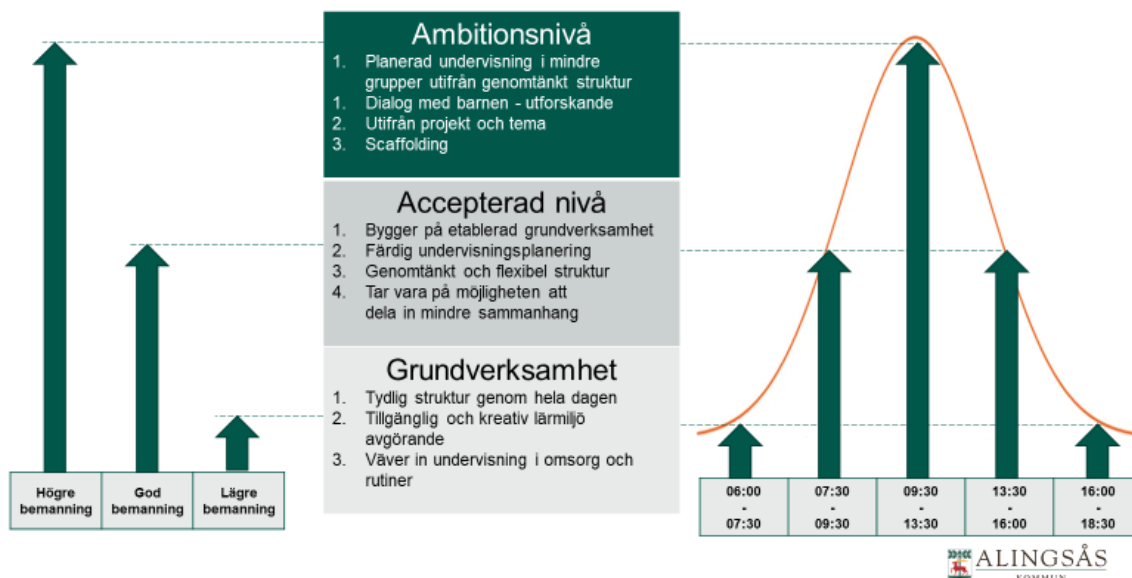 Ambitionsnivå
1. Planerad undervisning i mindre
grupper utifrån genomtänkt struktur
1. Dialog med barnen - utforskande
2. Utifrån projekt och tema
3. Scaffolding
Accepterad nivå
1. Bygger på etablerad grundverksamhet
2. Färdig undervisningsplanering
3. Genomtänkt och flexibel struktur
4. Tar vara på möjligheten att
dela in mindre sammanhang
Grundverksamhet
1. Tydlig struktur genom hela dagen
2. Tillgänglig och kreativ lärmiljö
avgörande
3. Väver in undervisning i omsorg och
rutiner
Högre
bemanning
God
bemanning
Lägre
bemanning
06:00
-
07:30
07:30
-
09:30
09:30
-
13:30
13:30
-
16:00
16:00
-
18:30
ALINGSÅS
KOMMUN